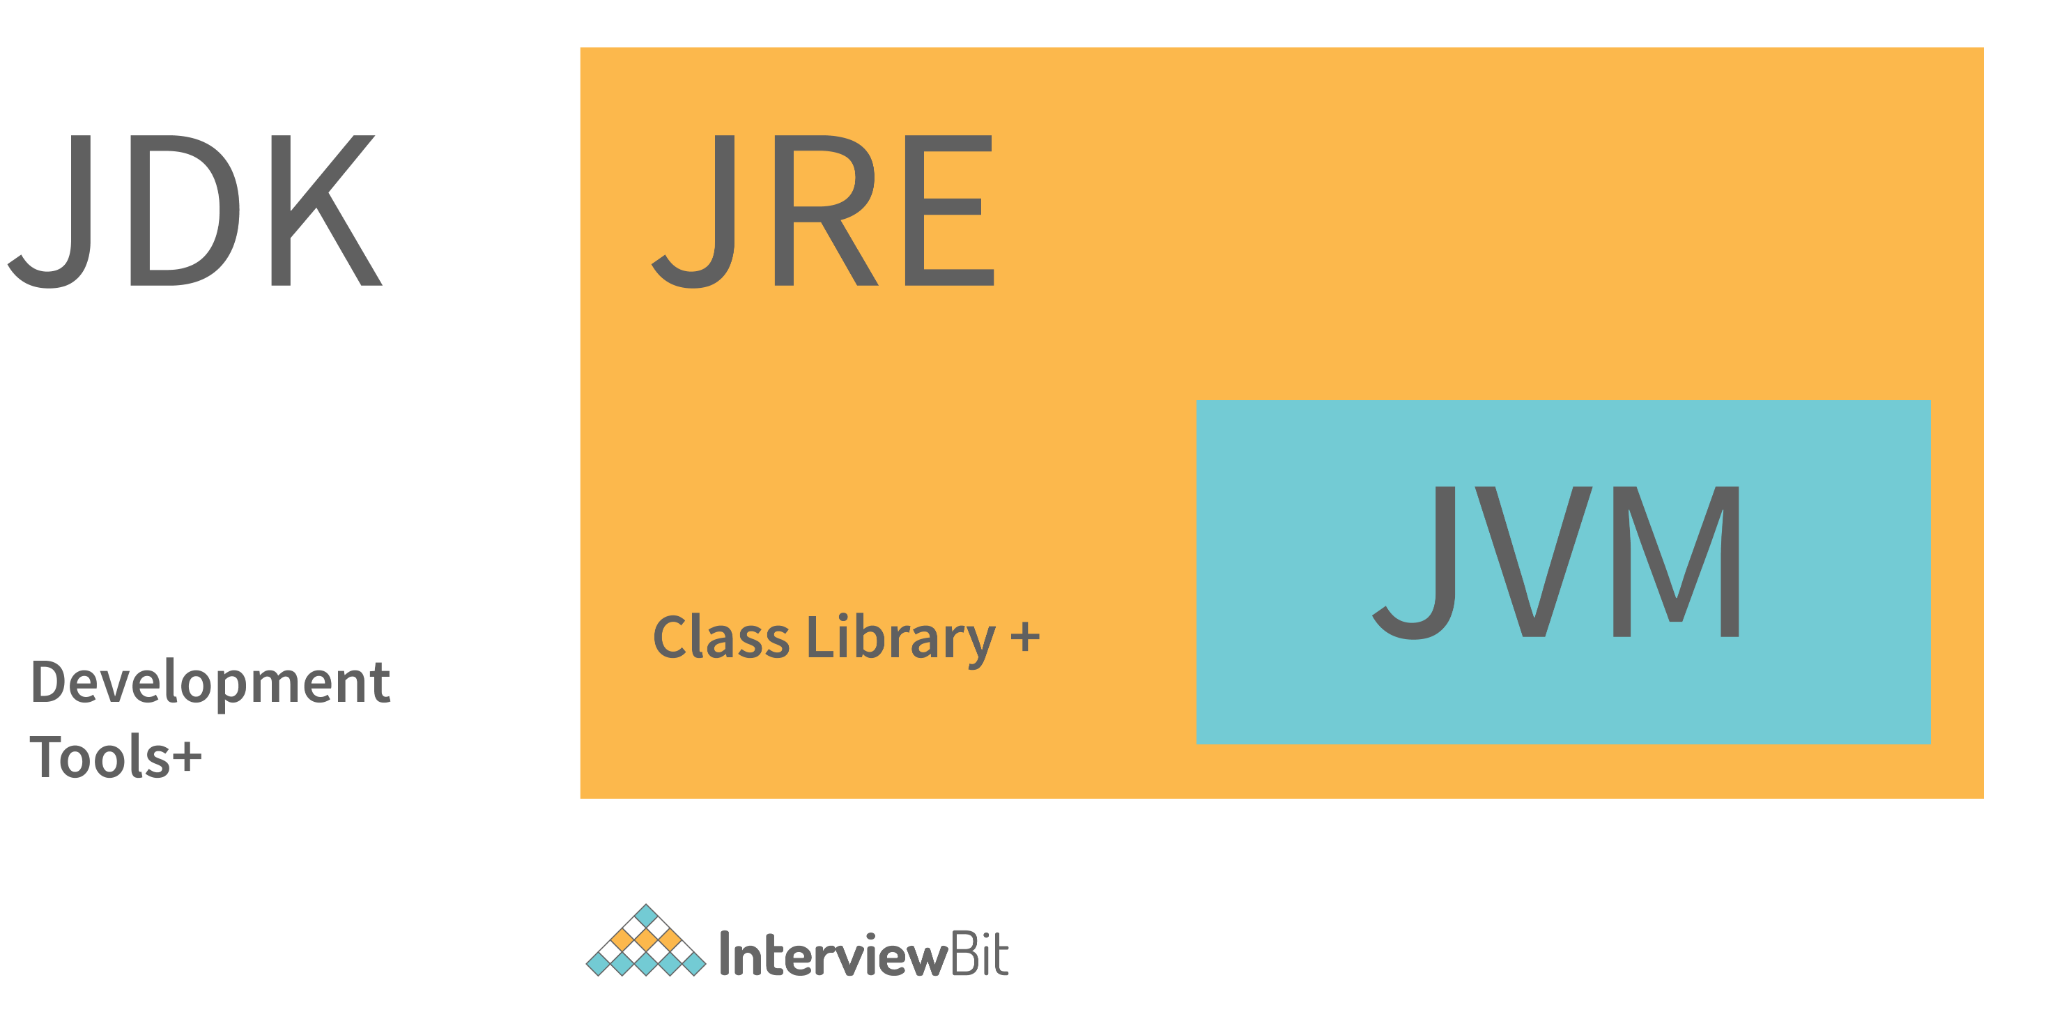 JDK
JRE
JVM
Class Library +
Development
Tools+
InterviewBit